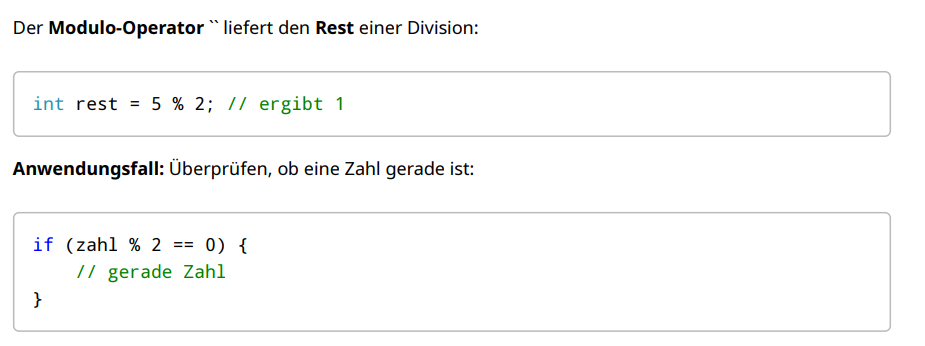 Der Modulo-Operator `` liefert den Rest einer Division:
int rest = 5 % 2; // ergibt 1
Anwendungsfall: Überprüfen, ob eine Zahl gerade ist:
if (zahl % 2 == 0) {
    // gerade Zahl
}